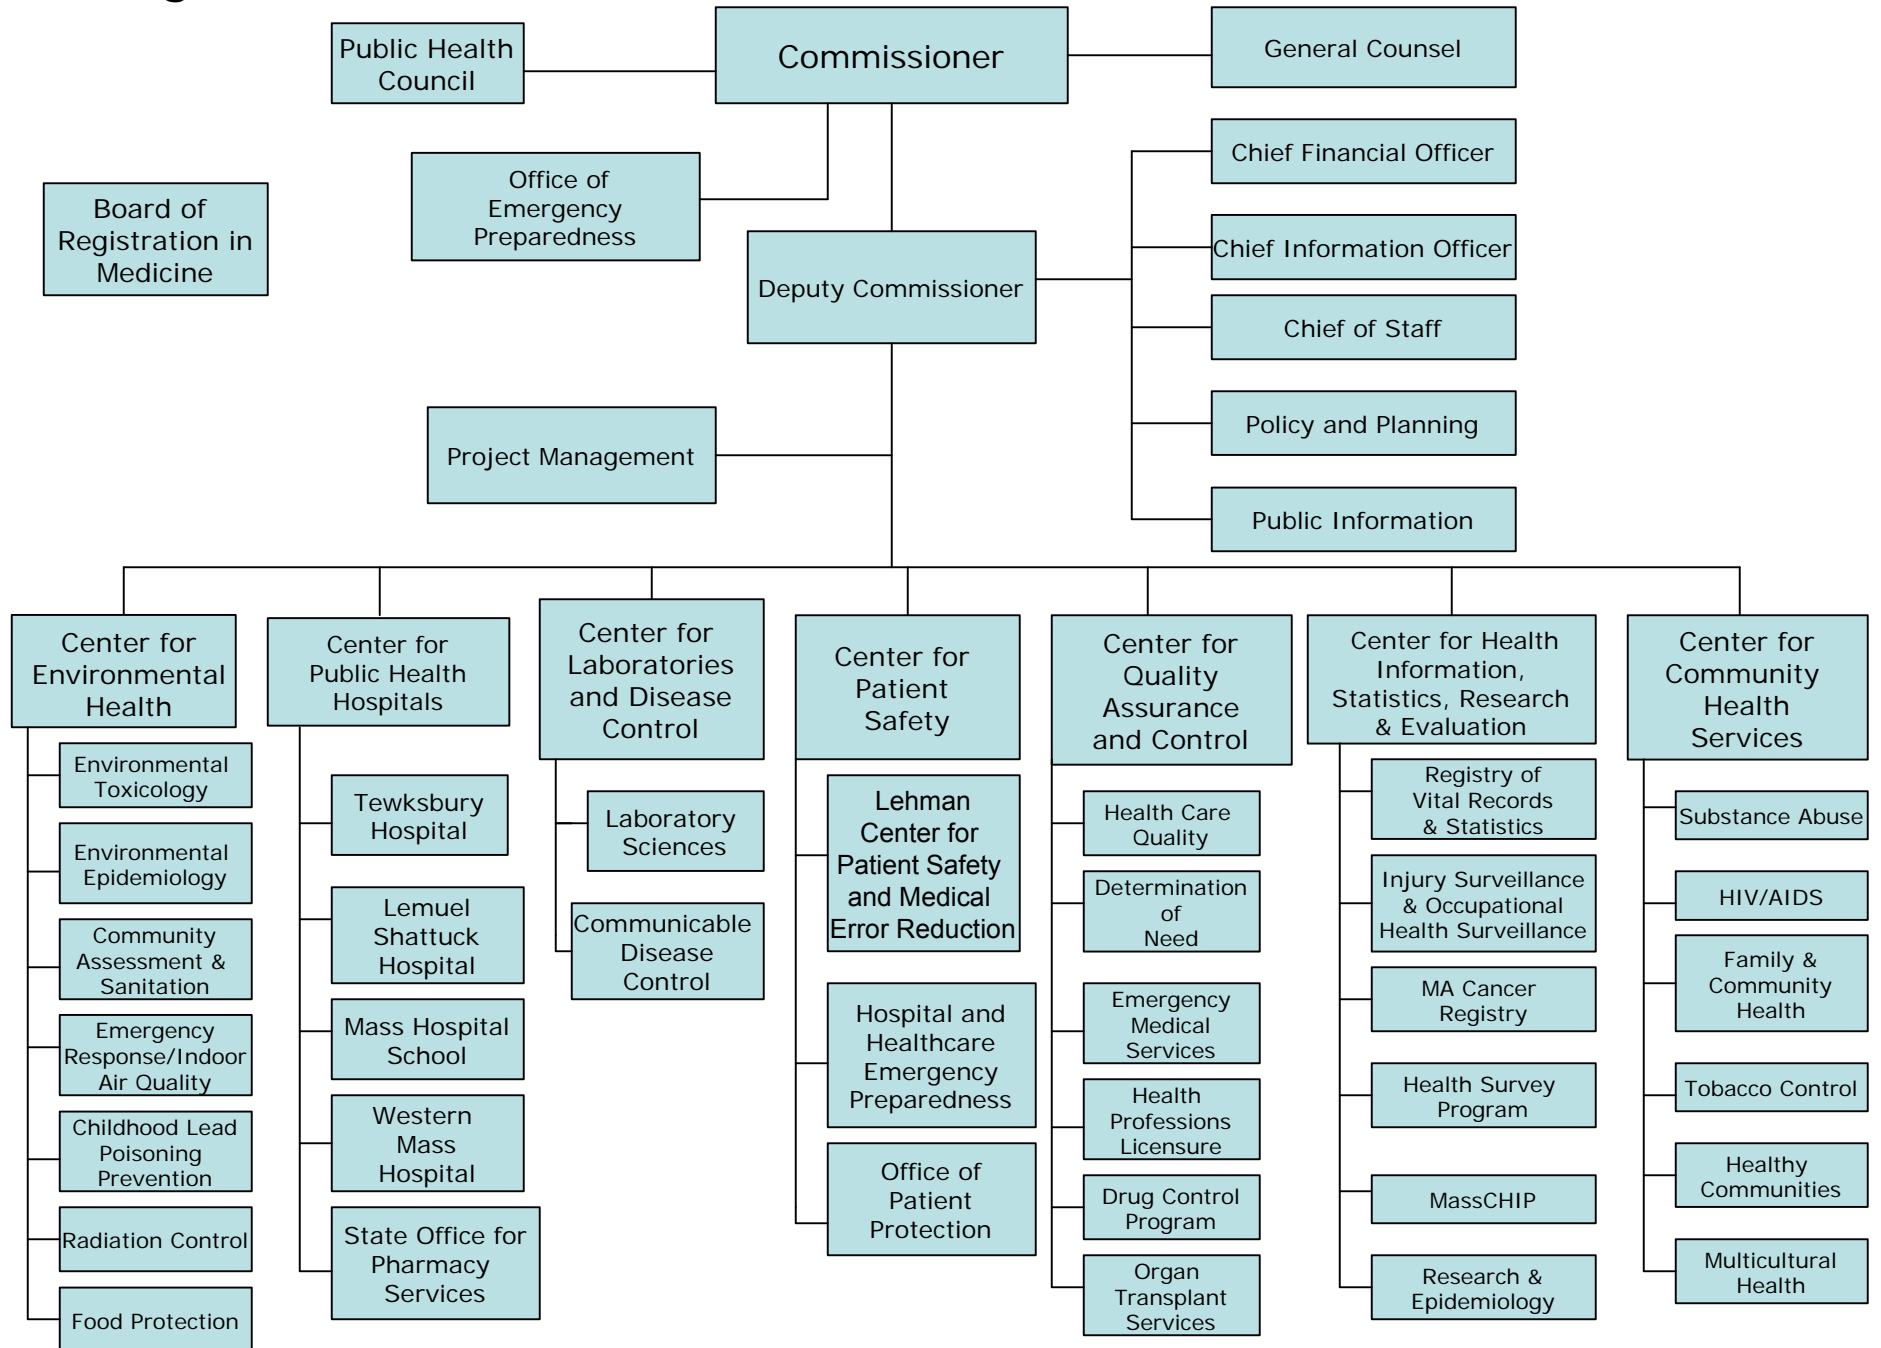 Public Health
Council
Commissioner
General Counsel
Office of
Emergency
Preparedness
Chief Financial Officer
Board of
Registration in
Medicine
Chief Information Officer
Deputy Commissioner
Chief of Staff
Project Management
Policy and Planning
Public Information
Center for
Environmental
Health
Environmental
Toxicology
Environmental
Epidemiology
Community
Assessment &
Sanitation
Emergency
Response/Indoor
Air Quality
Childhood Lead
Poisoning
Prevention
Radiation Control
Food Protection
Center for
Public Health
Hospitals
Tewksbury
Hospital
Lemuel
Shattuck
Hospital
Mass Hospital
School
Western
Mass
Hospital
State Office for
Pharmacy
Services
Center for
Laboratories
and Disease
Control
Laboratory
Sciences
Communicable
Disease
Control
Center for
Patient
Safety
Lehman
Center for
Patient Safety
and Medical
Error Reduction
Hospital and
Healthcare
Emergency
Preparedness
Office of
Patient
Protection
Center for
Quality
Assurance
and Control
Health Care
Quality
Determination
of
Need
Emergency
Medical
Services
Health
Professions
Licensure
Drug Control
Program
Organ
Transplant
Services
Center for Health
Information,
Statistics, Research
& Evaluation
Registry of
Vital Records
& Statistics
Injury Surveillance
& Occupational
Health Surveillance
MA Cancer
Registry
Health Survey
Program
MassCHIP
Research &
Epidemiology
Center for
Community
Health
Services
Substance Abuse
HIV/AIDS
Family &
Community
Health
Tobacco Control
Healthy
Communities
Multicultural
Health